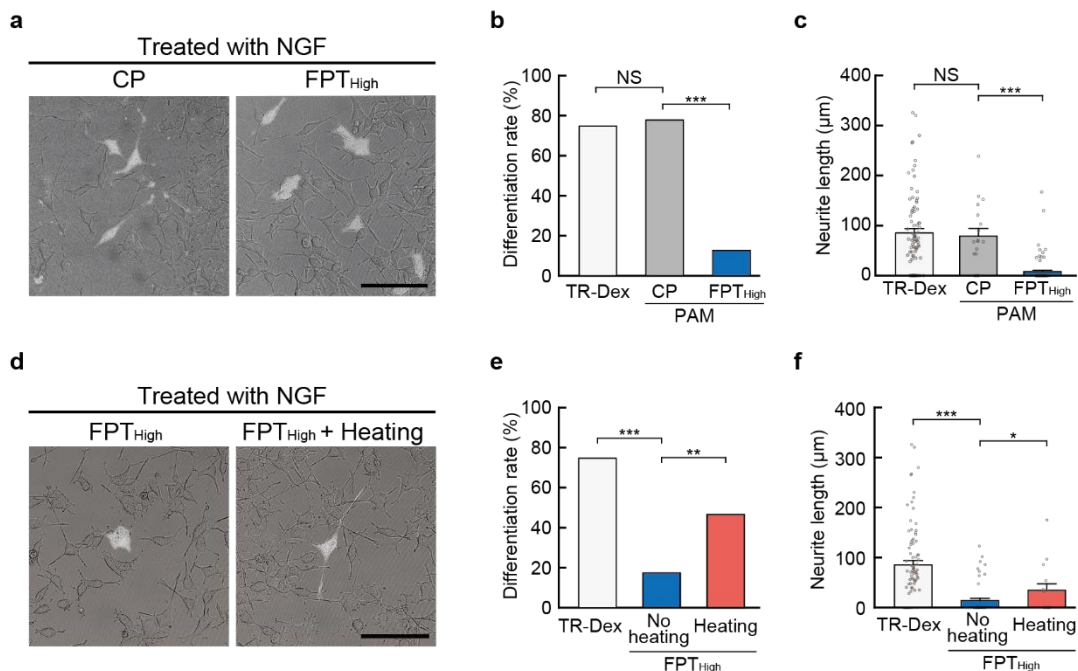 a
Treated with NGF
CP FPTHigh
b
Differentiation rate (%)
100
80
60
40
20
0
NS
***
TR-Dex CP FPTHigh
PAM
c
Neurite length (µm)
400
300
200
100
0
NS
***
TR-Dex CP FPTHigh
PAM
d
Treated with NGF
FPTHigh FPTHigh + Heating
e
Differentiation rate (%)
100
80
60
40
20
0
***
**
TR-Dex No heating Heating
FPTHigh
f
Neurite length (µm)
400
300
200
100
0
***
*
TR-Dex No heating Heating
FPTHigh